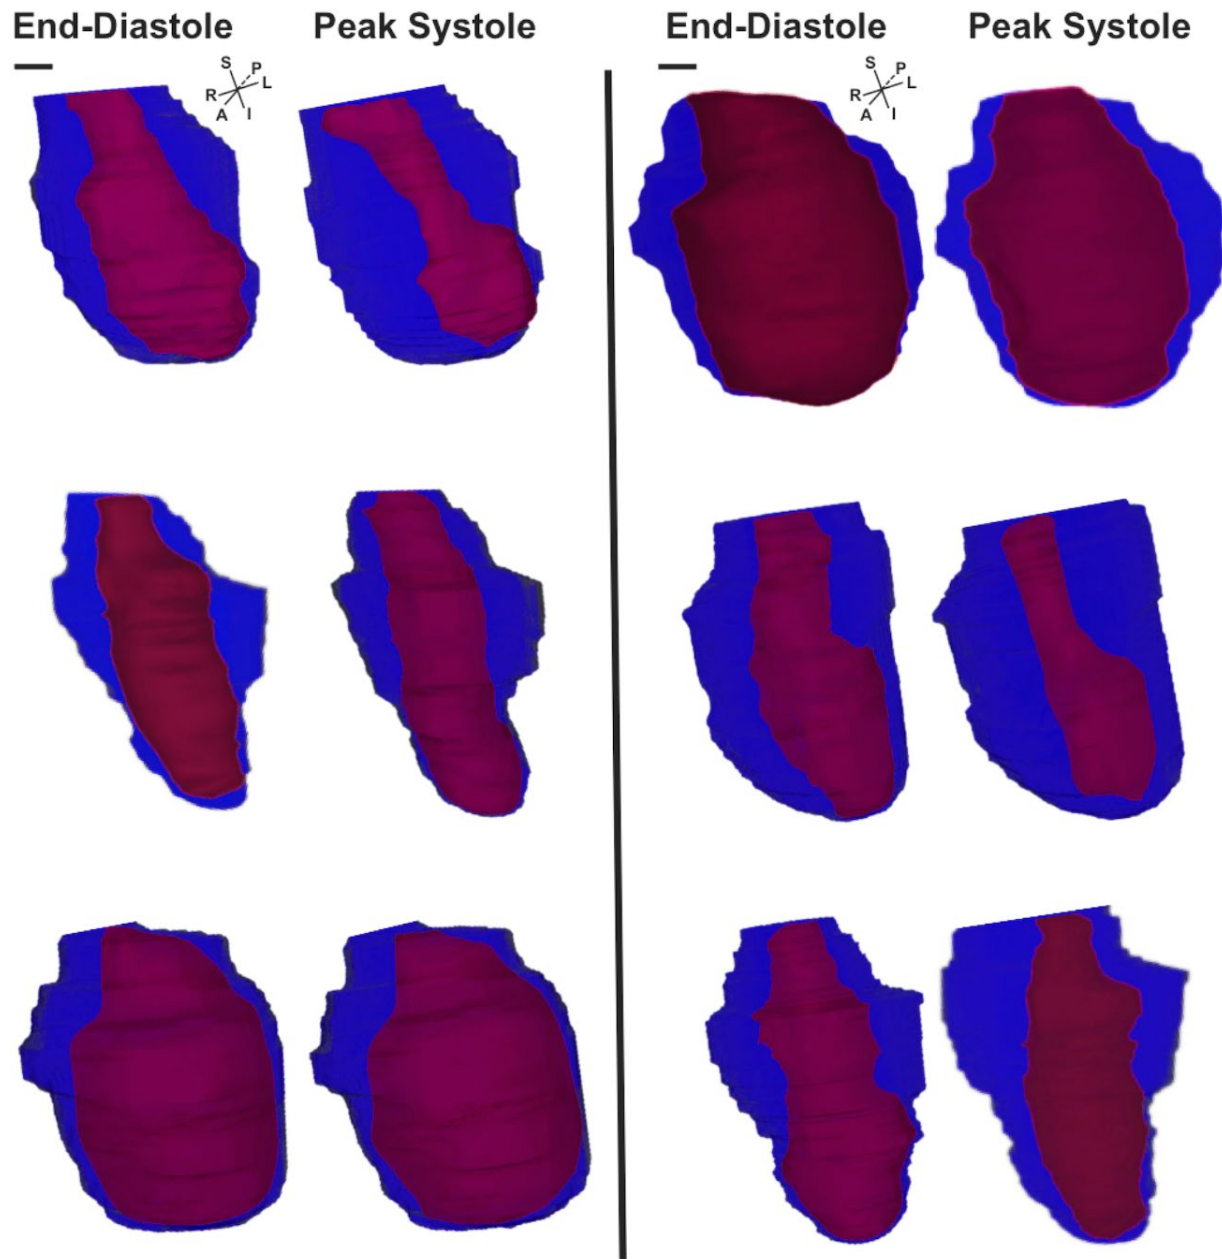 End-Diastole Peak Systole End-Diastole Peak Systole
S P L
R A I
S P L
R A I